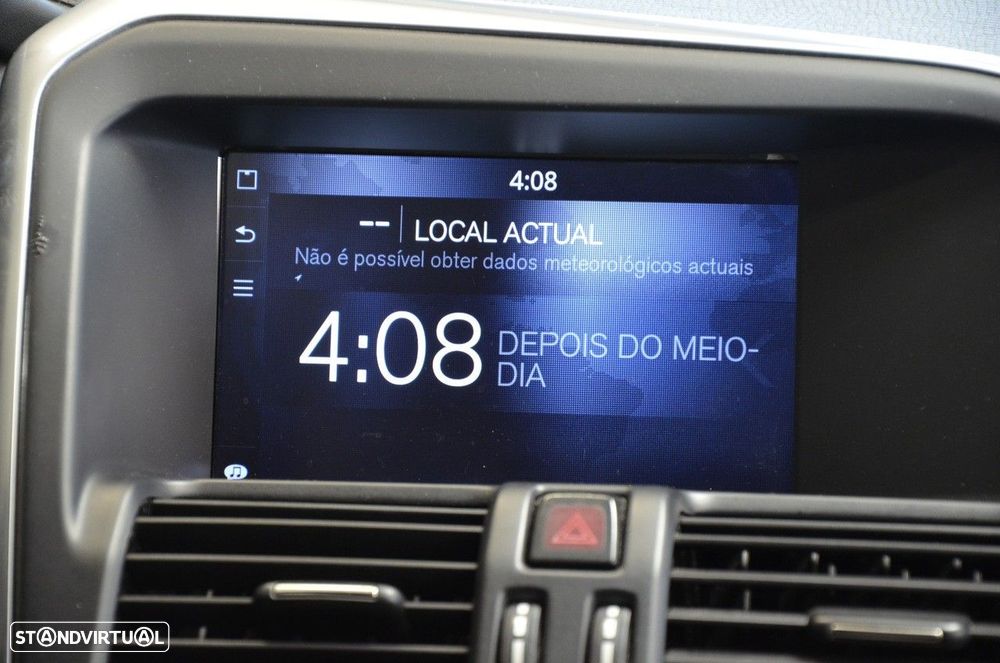 4:08
-- LOCAL ACTUAL
Não é possível obter dados meteorológicos actuais
4:08 DEPOIS DO MEIO-
DIA
STANDVIRTUAL